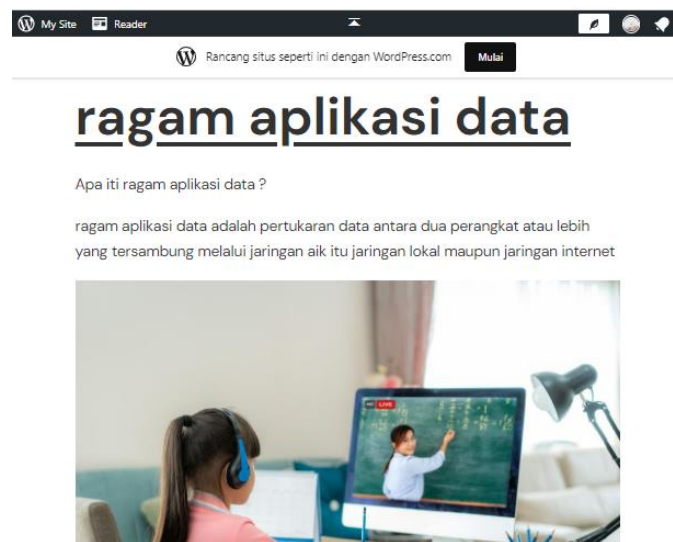 My Site Reader
Rancang situs seperti ini dengan WordPress.com Mulai
ragam aplikasi data
Apa iti ragam aplikasi data ?
ragam aplikasi data adalah pertukaran data antara dua perangkat atau lebih
yang tersambung melalui jaringan aik itu jaringan lokal maupun jaringan internet
LIVE